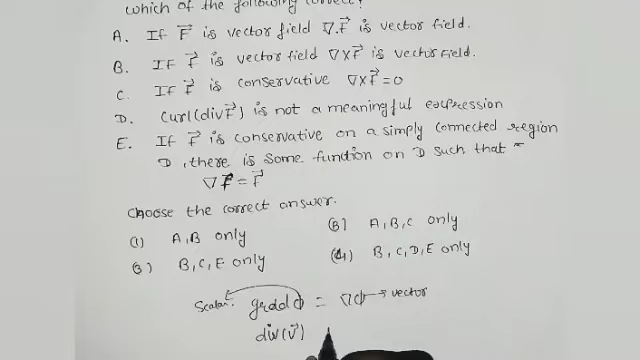 which of the following correct?
A. If F⃗ is vector field ∇.F⃗ is vector field.
B. If F⃗ is vector field ∇×F⃗ is vector field.
C. If F⃗ is conservative ∇×F⃗=0
D. Curl(divF⃗) is not a meaningful expression
E. If F⃗ is conservative on a simply connected region
D, there is some function on D such that
∇F=F⃗
Choose the correct answer.
(1) A,B only
(2) A,B,C only
(3) B,C,E only
(4) B,C,D,E only
Scalar. gradϕ = ∇ϕ → vector
div(v⃗)